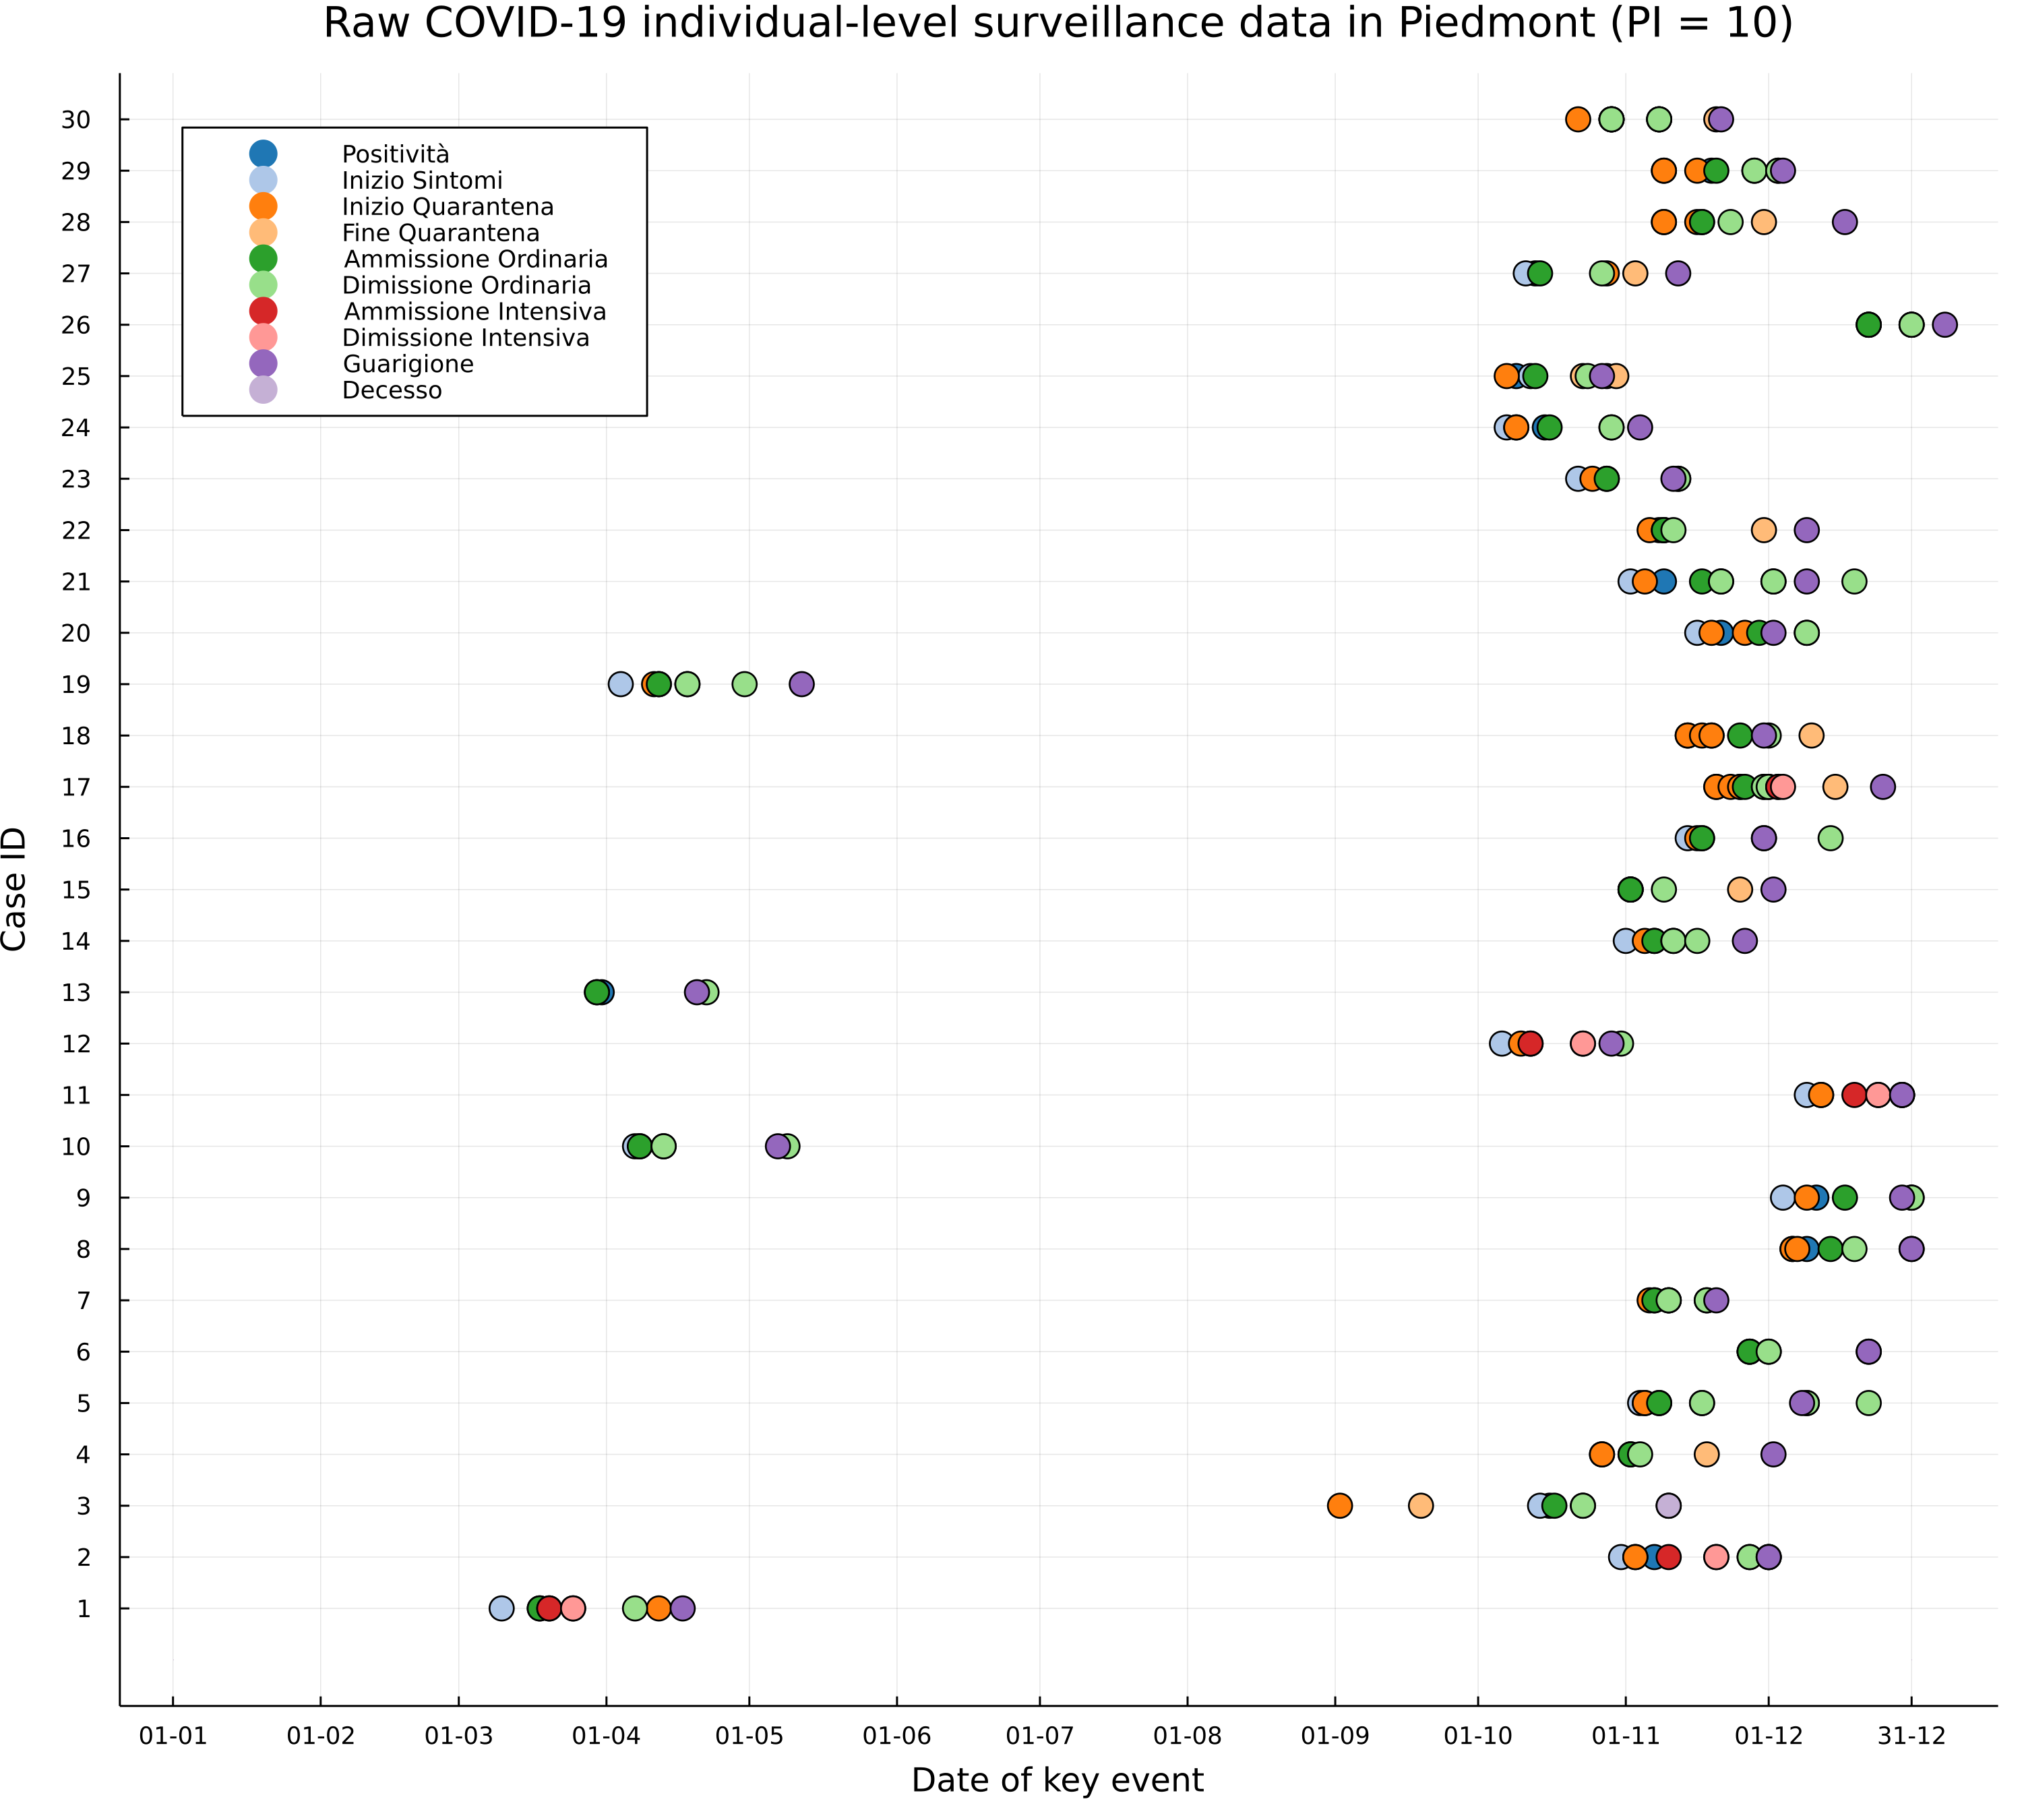 Raw COVID-19 individual-level surveillance data in Piedmont (PI = 10)
30
29
28
27
26
25
24
23
22
21
20
19
18
17
16
15
14
13
12
11
10
9
8
7
6
5
4
3
2
1
Positività
Inizio Sintomi
Inizio Quarantena
Fine Quarantena
Ammissione Ordinaria
Dimissione Ordinaria
Ammissione Intensiva
Dimissione Intensiva
Guarigione
Decesso
Case ID
01-01 01-02 01-03 01-04 01-05 01-06 01-07 01-08 01-09 01-10 01-11 01-12 31-12
Date of key event